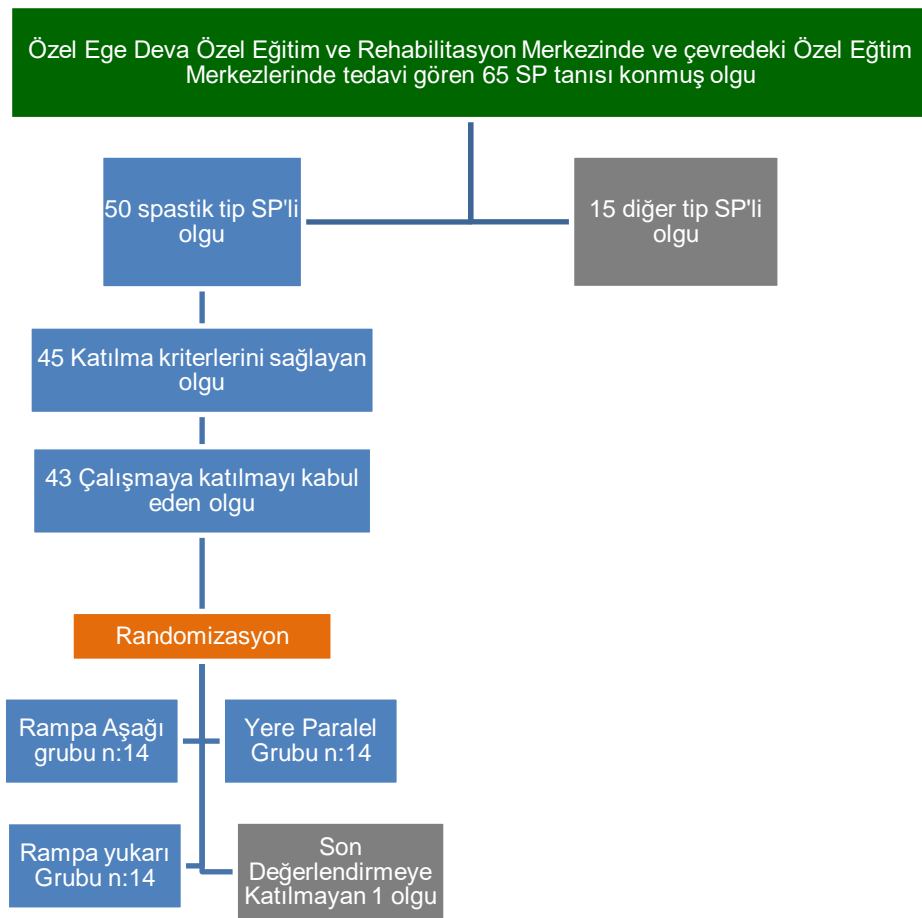 Özel Ege Deva Özel Eğitim ve Rehabilitasyon Merkezinde ve çevredeki Özel Eğtim
Merkezlerinde tedavi gören 65 SP tanısı konmuş olgu
50 spastik tip SP'li
olgu
15 diğer tip SP'li
olgu
45 Katılma kriterlerini sağlayan
olgu
43 Çalışmaya katılmayı kabul
eden olgu
Randomizasyon
Rampa Aşağı
grubu n:14
Yere Paralel
Grubu n:14
Rampa yukarı
Grubu n:14
Son
Değerlendirmeye
Katılmayan 1 olgu